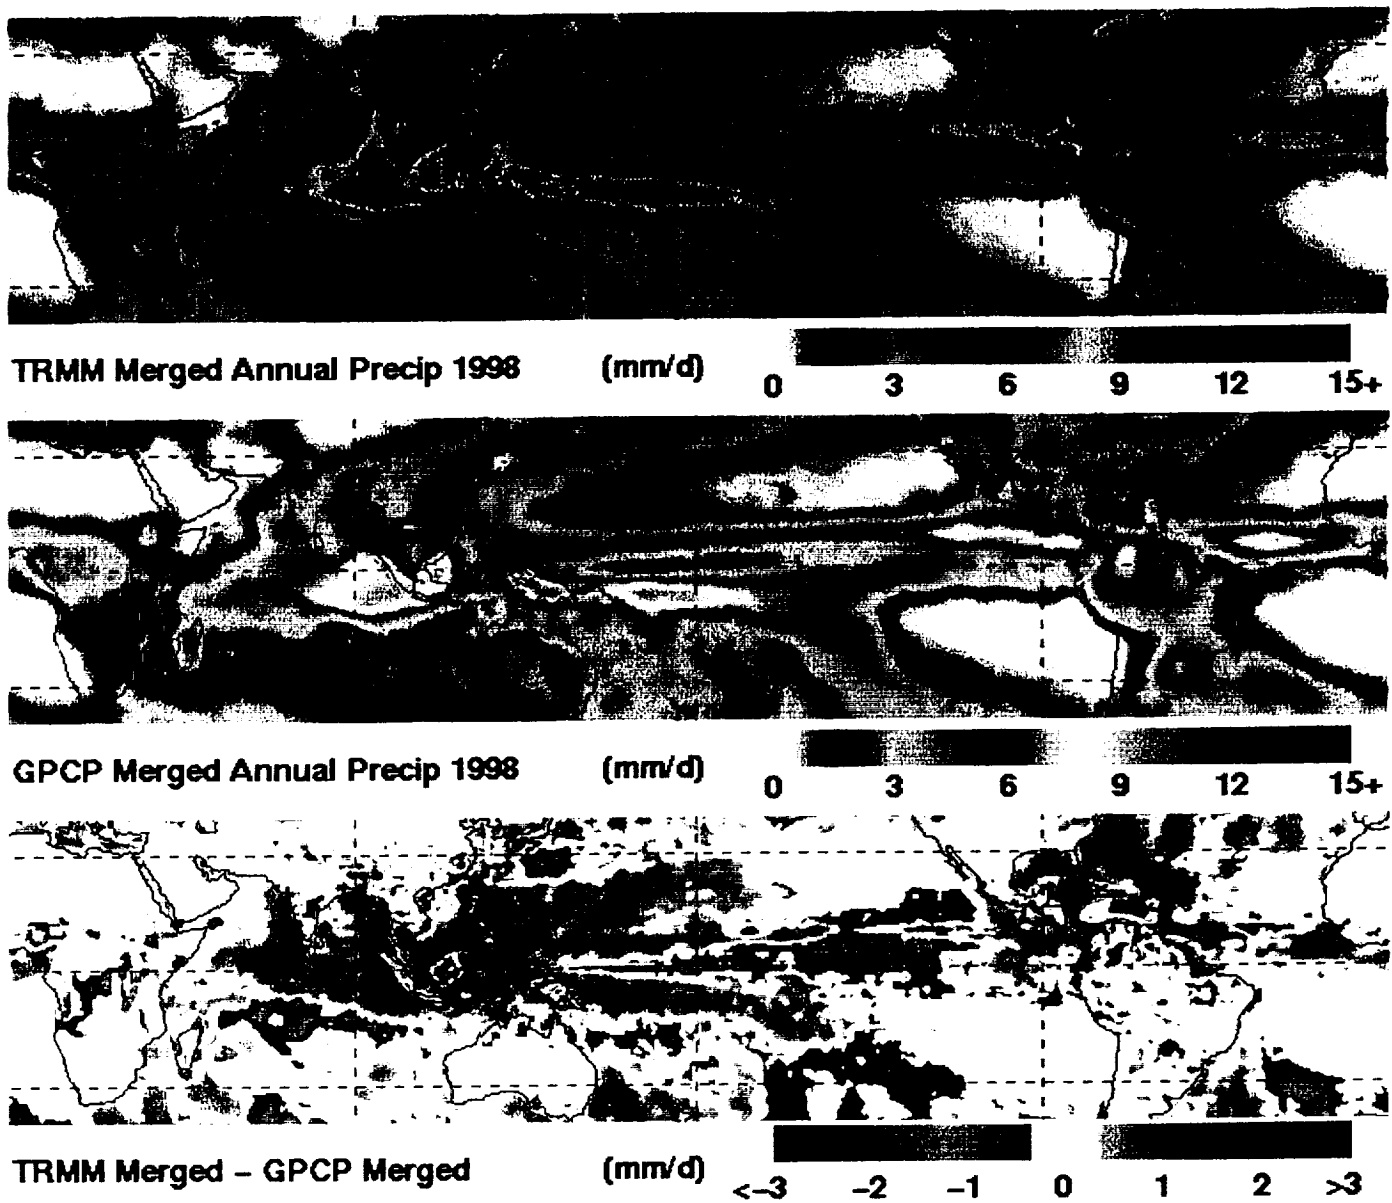 TRMM Merged Annual Precip 1998 (mm/d)
0 3 6 9 12 15+
GPCP Merged Annual Precip 1998 (mm/d)
0 3 6 9 12 15+
TRMM Merged – GPCP Merged (mm/d)
<-3 -2 -1 0 1 2 >3